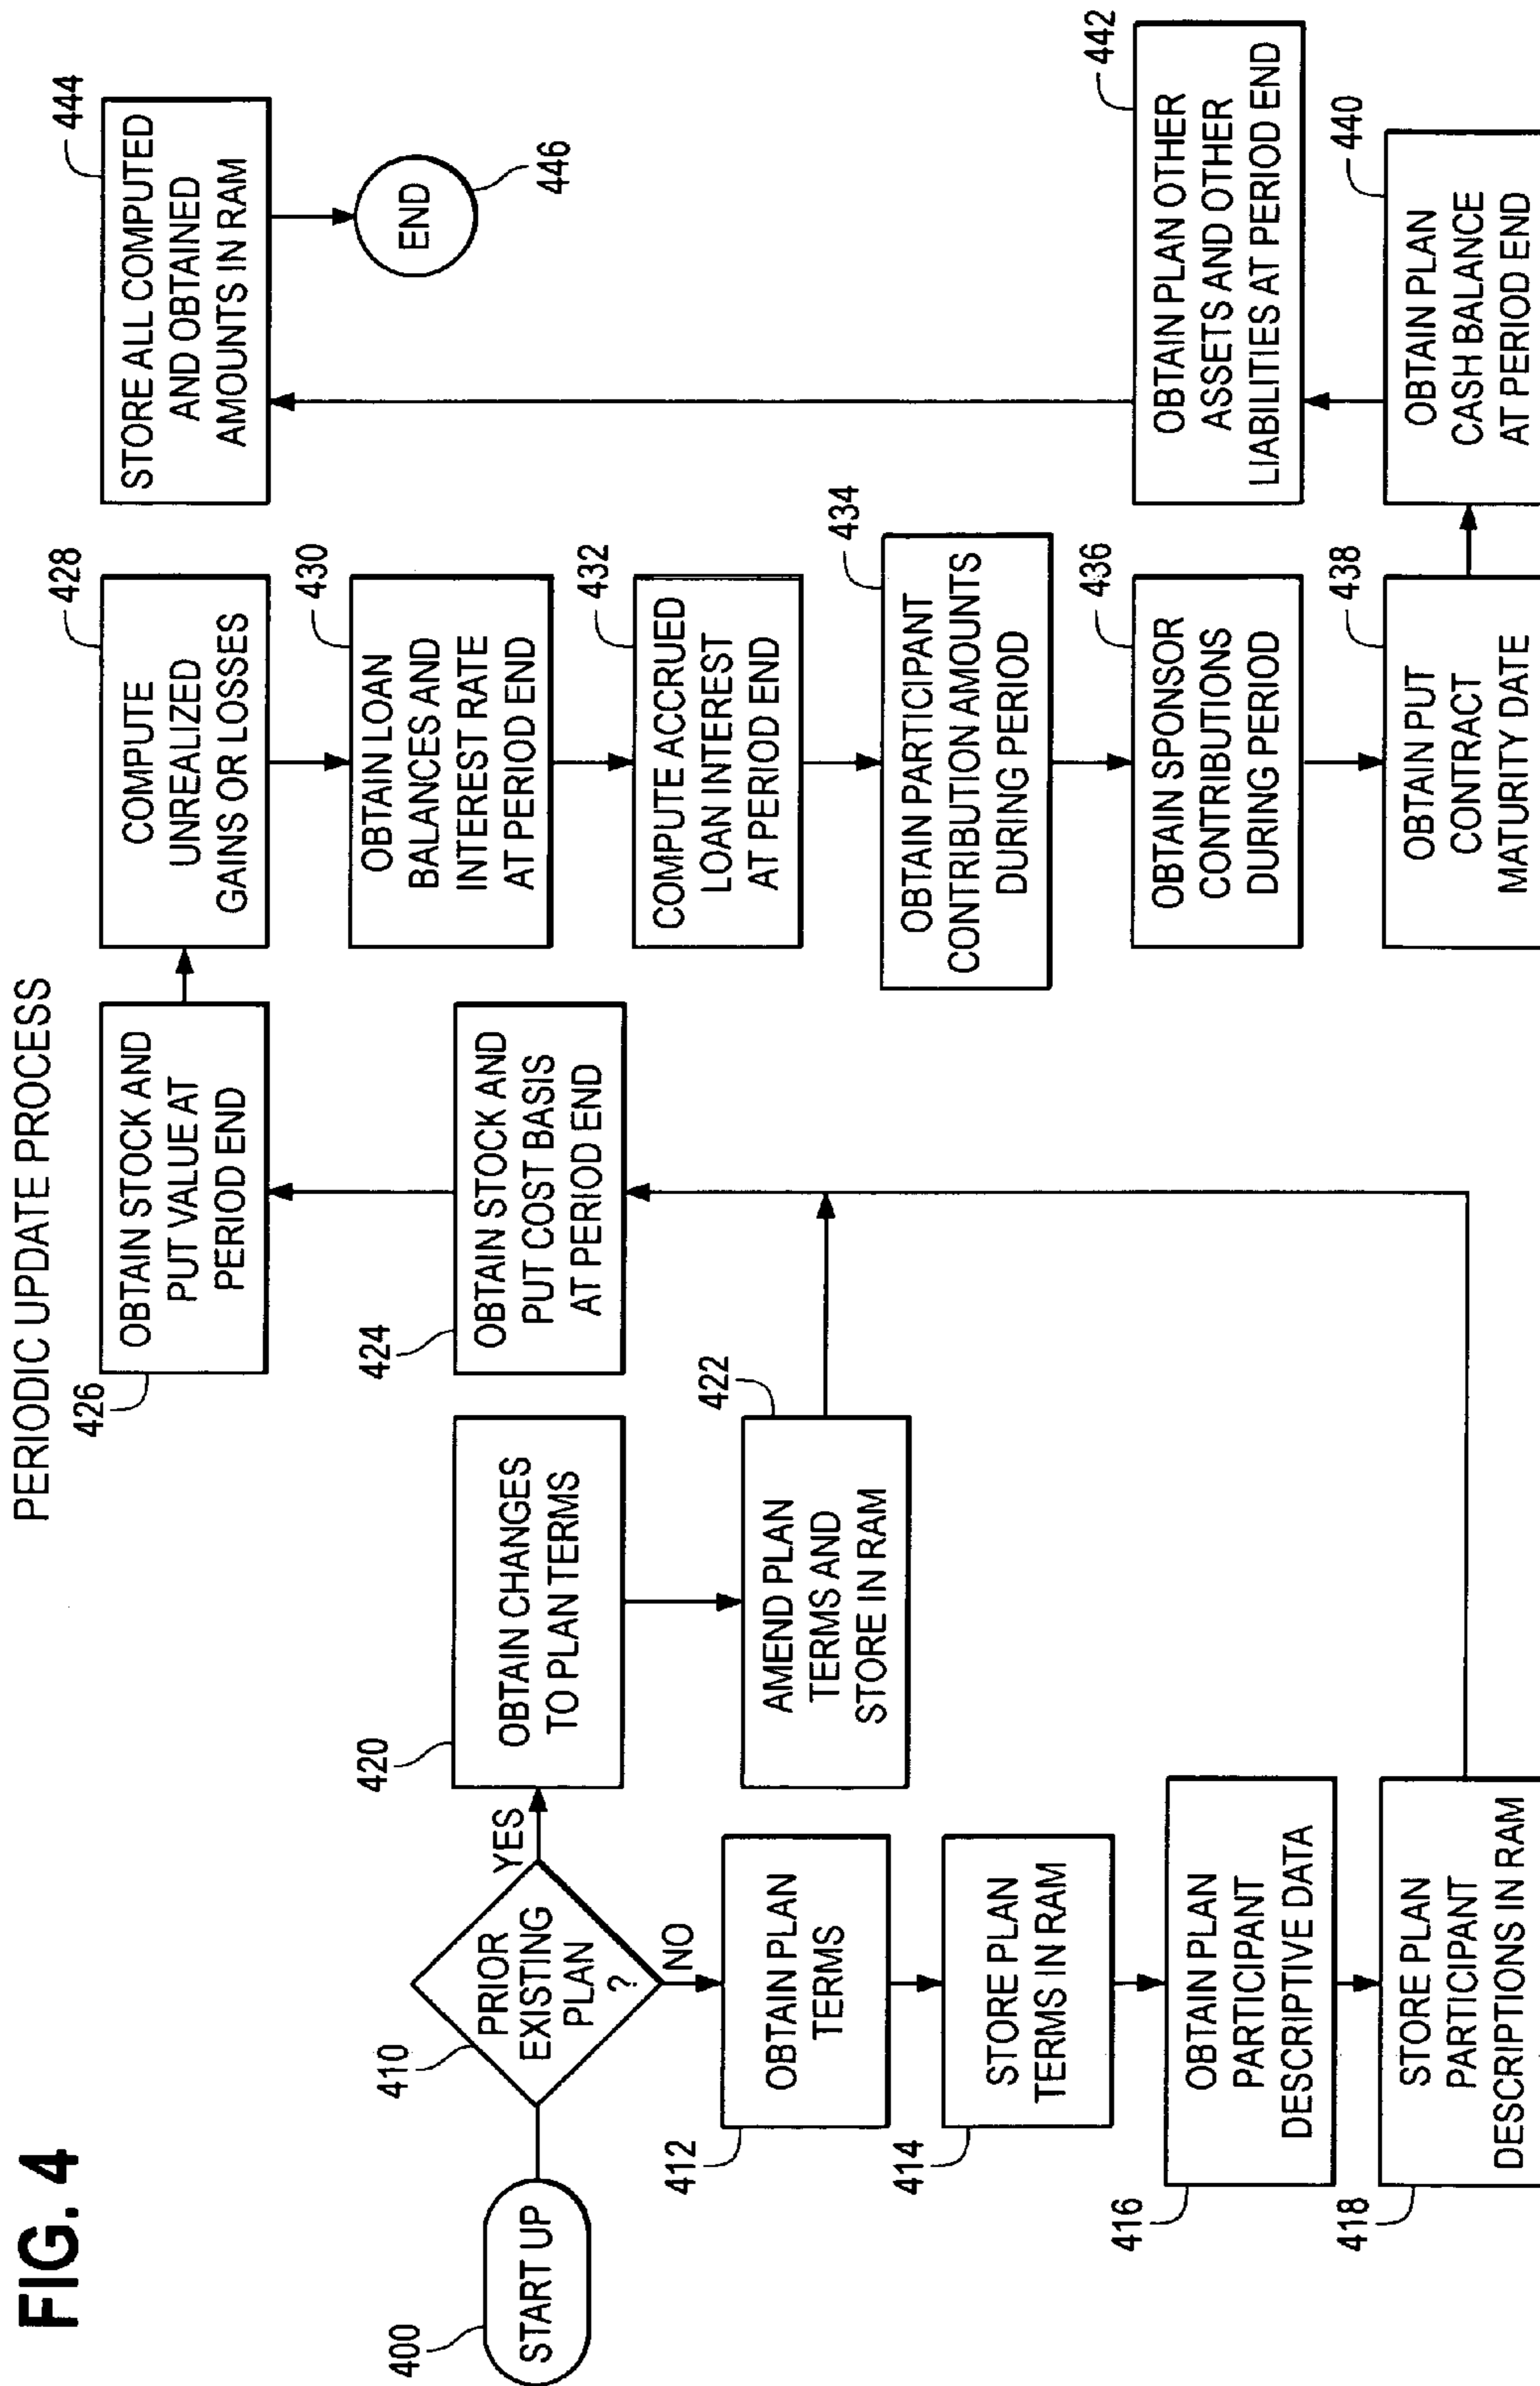 FIG. 4
PERIODIC UPDATE PROCESS
400
START UP
410
PRIOR
EXISTING
PLAN
?
YES
NO
412
OBTAIN PLAN
TERMS
414
STORE PLAN
TERMS IN RAM
416
OBTAIN PLAN
PARTICIPANT
DESCRIPTIVE DATA
418
STORE PLAN
PARTICIPANT
DESCRIPTIONS IN RAM
420
OBTAIN CHANGES
TO PLAN TERMS
422
AMEND PLAN
TERMS AND
STORE IN RAM
424
OBTAIN STOCK AND
PUT COST BASIS
AT PERIOD END
426
OBTAIN STOCK AND
PUT VALUE AT
PERIOD END
428
COMPUTE
UNREALIZED
GAINS OR LOSSES
430
OBTAIN LOAN
BALANCES AND
INTEREST RATE
AT PERIOD END
432
COMPUTE ACCRUED
LOAN INTEREST
AT PERIOD END
434
OBTAIN PARTICIPANT
CONTRIBUTION AMOUNTS
DURING PERIOD
436
OBTAIN SPONSOR
CONTRIBUTIONS
DURING PERIOD
438
OBTAIN PUT
CONTRACT
MATURITY DATE
440
OBTAIN PLAN
CASH BALANCE
AT PERIOD END
442
OBTAIN PLAN OTHER
ASSETS AND OTHER
LIABILITIES AT PERIOD END
444
STORE ALL COMPUTED
AND OBTAINED
AMOUNTS IN RAM
END
446